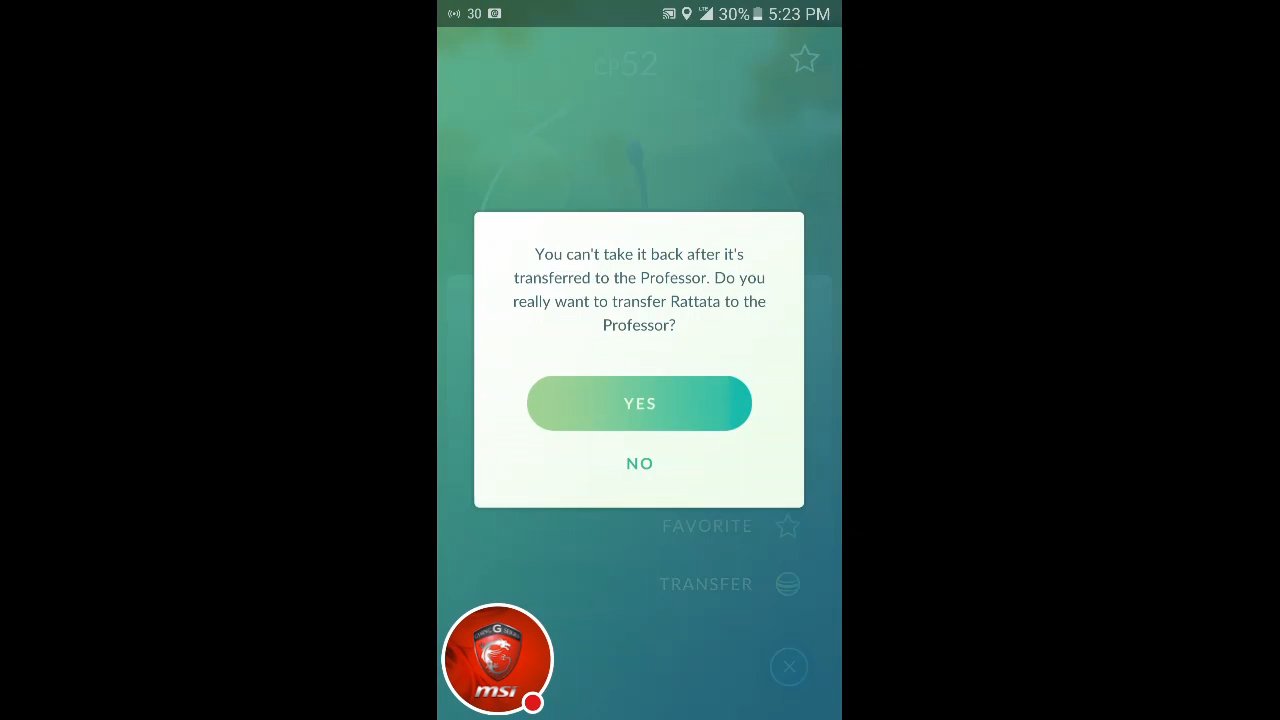 30
30% 5:23 PM
CP52
You can't take it back after it's
transferred to the Professor. Do you
really want to transfer Rattata to the
Professor?
YES
NO
FAVORITE
TRANSFER
G
msi